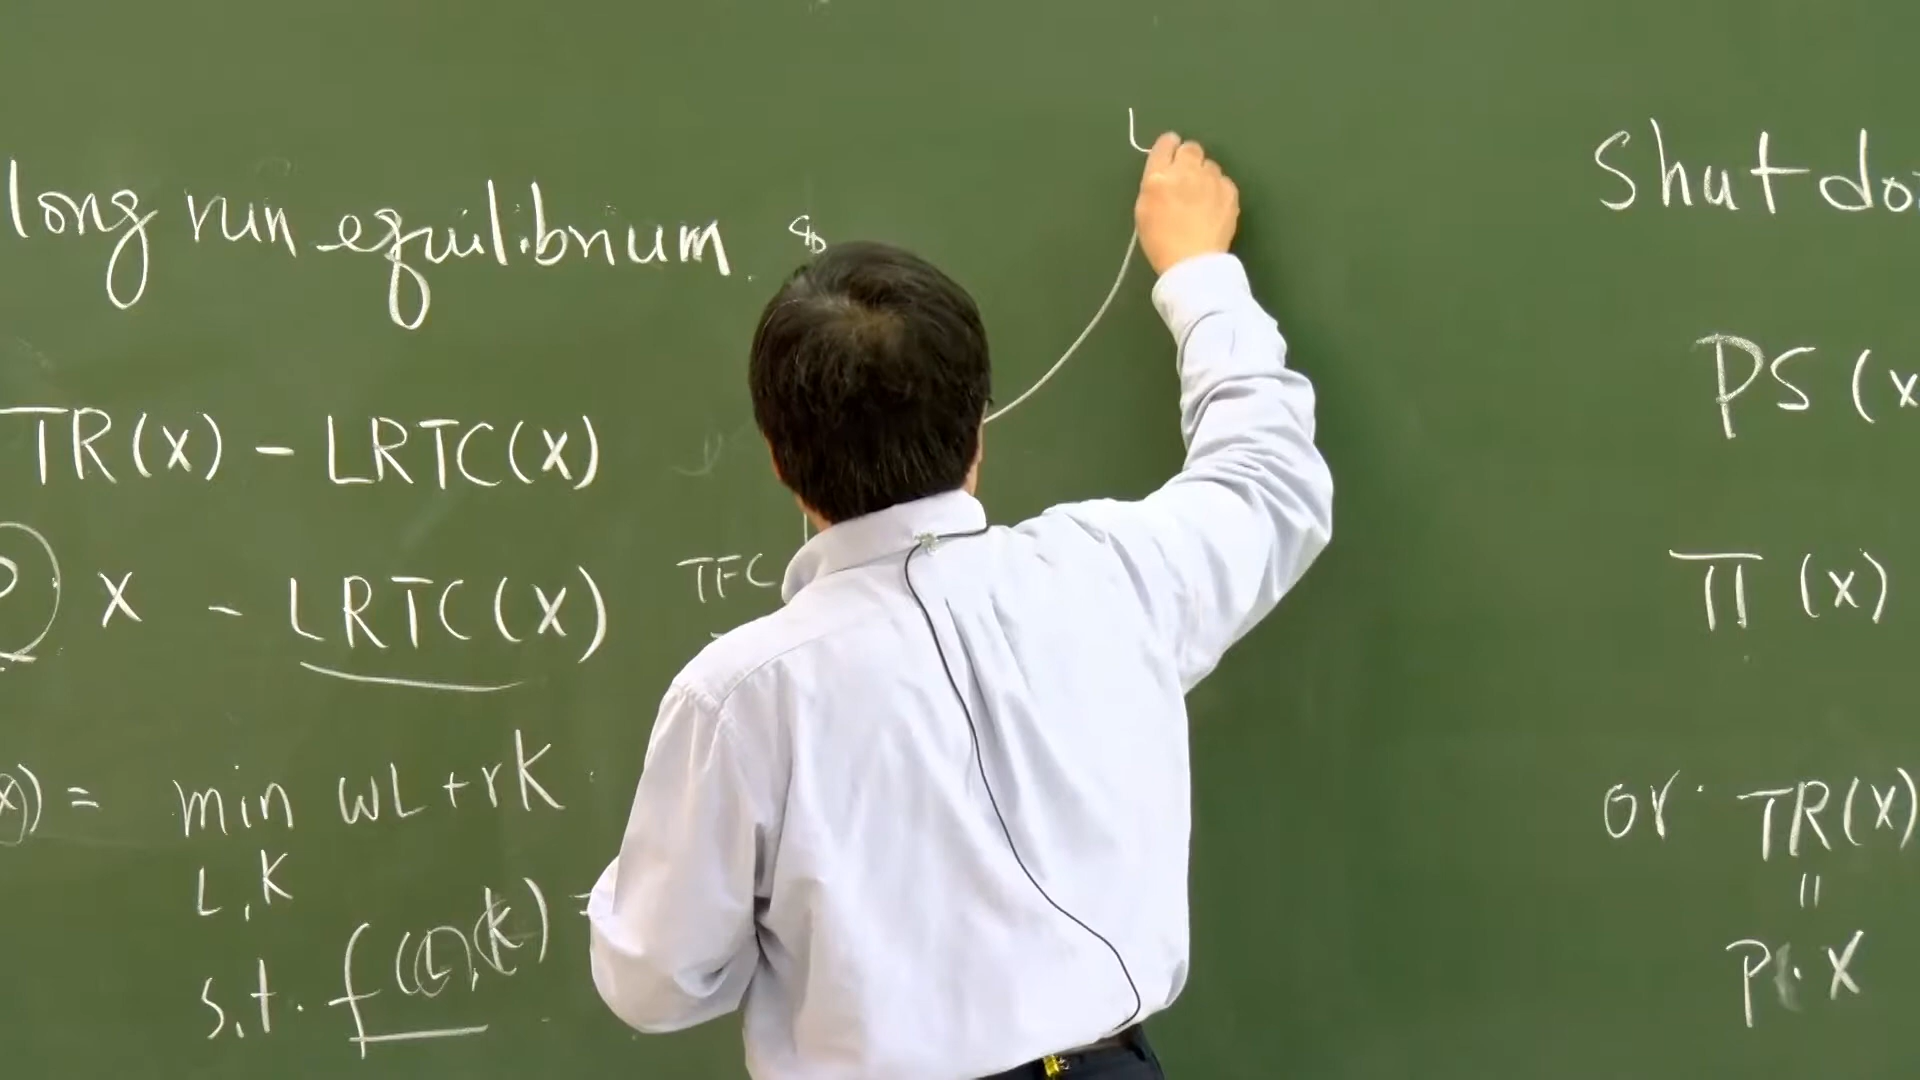 long run equilibrium.
TR(x) - LRTC(x)
P x - LRTC(x)
x) = min wL + rK
L, K
s.t. f(L, K) =
$
TFC
L
Shutdo
PS (x
π (x)
or TR(x)
=
P. x